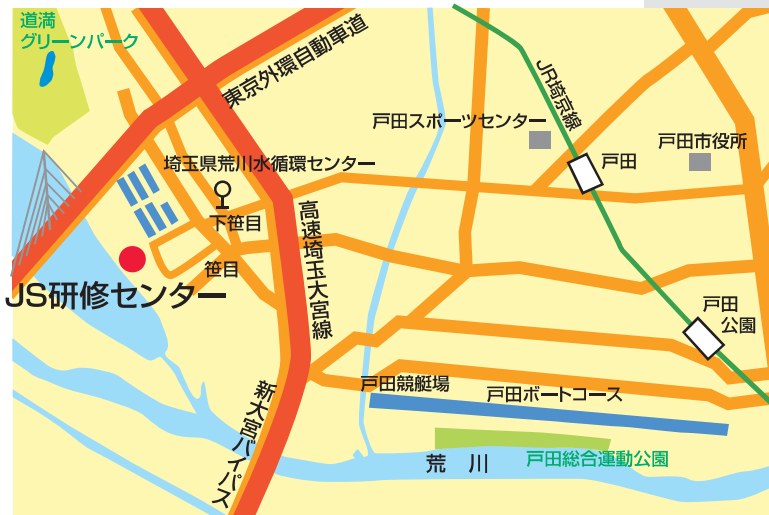 道満
グリーンパーク
東京外環自動車道
JR埼京線
戸田スポーツセンター
戸田
戸田市役所
埼玉県荒川水循環センター
下笹目
高速埼玉大宮線
笹目
JS研修センター
戸田
公園
戸田競艇場
戸田ボートコース
新大宮バイパス
荒 川
戸田総合運動公園